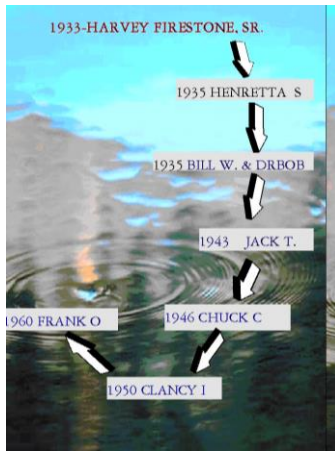 1933-HARVEY FIRESTONE, SR.
1935 HENRETTA S
1935 BILL W. & DRBOB
1943 JACK T.
1946 CHUCK C
1960 FRANK O
1950 CLANCY I